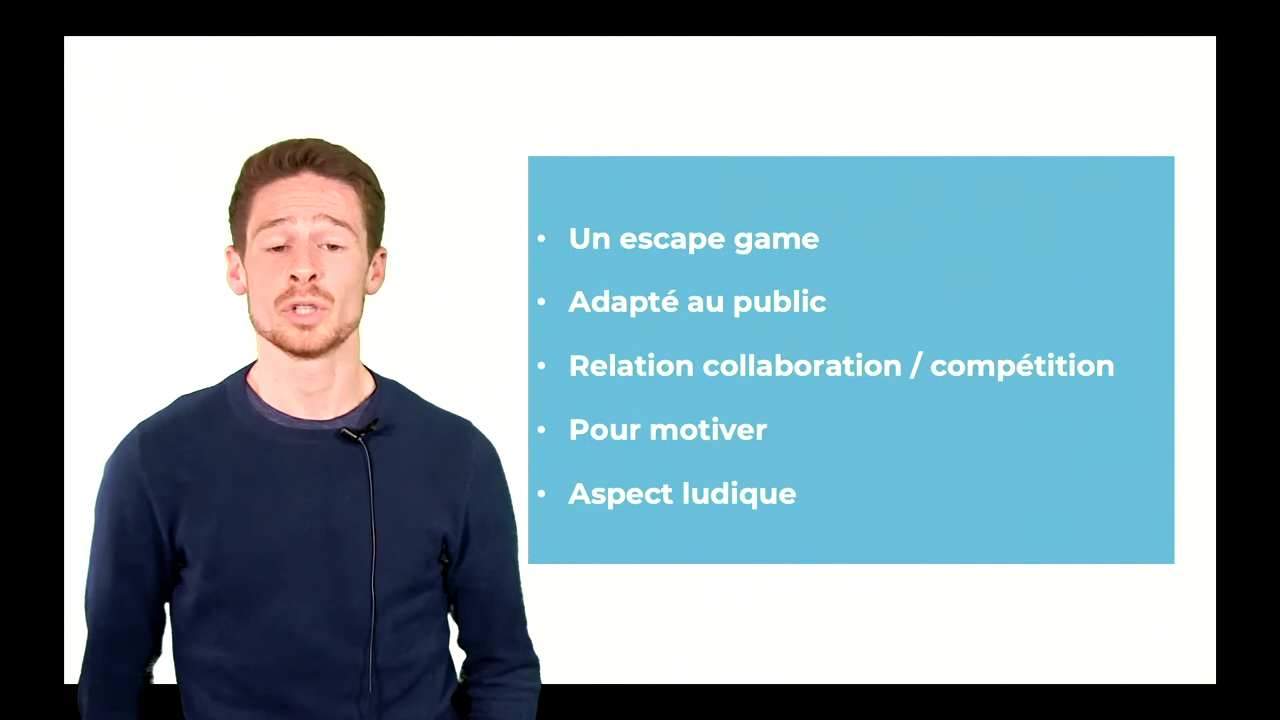 • Un escape game
• Adapté au public
• Relation collaboration / compétition
• Pour motiver
• Aspect ludique